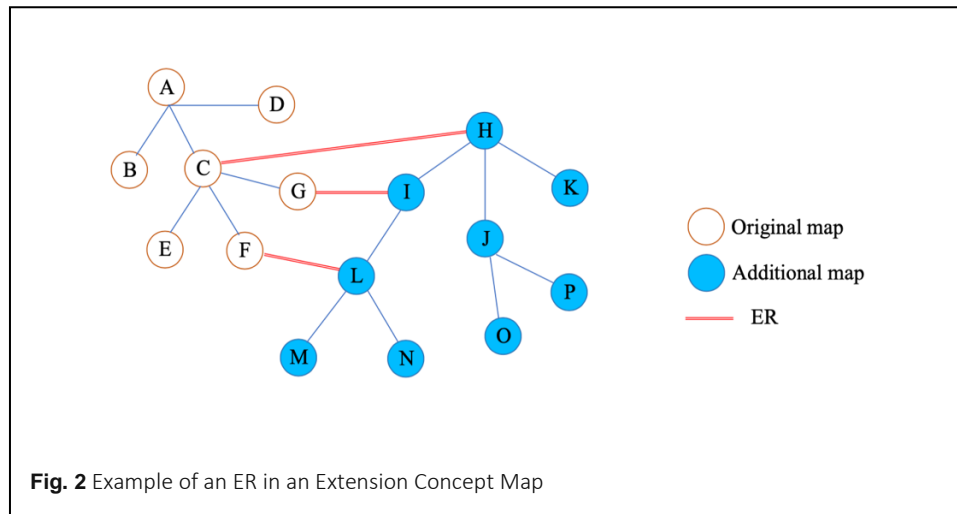 A
D
H
B
C
G
I
K
E
F
J
L
P
O
M
N
Original map
Additional map
ER
Fig. 2 Example of an ER in an Extension Concept Map